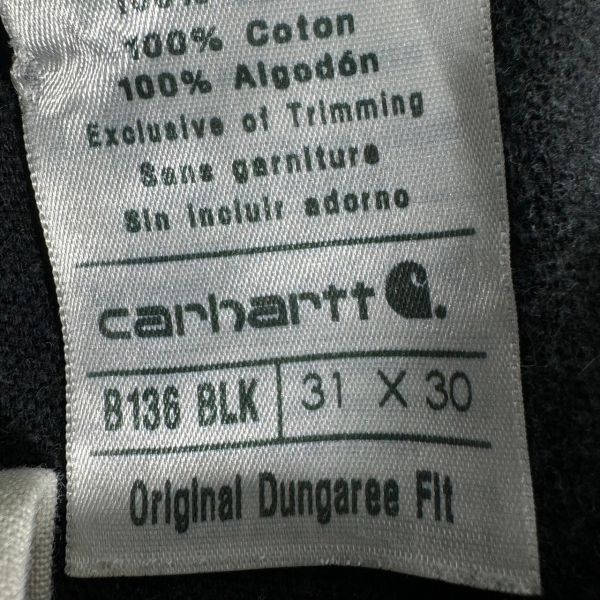 100%
100% Coton
100% Algodón
Exclusive of Trimming
Sans garniture
Sin incluir adorno
carhartt
B136 BLK 31 X 30
Original Dungaree Fit